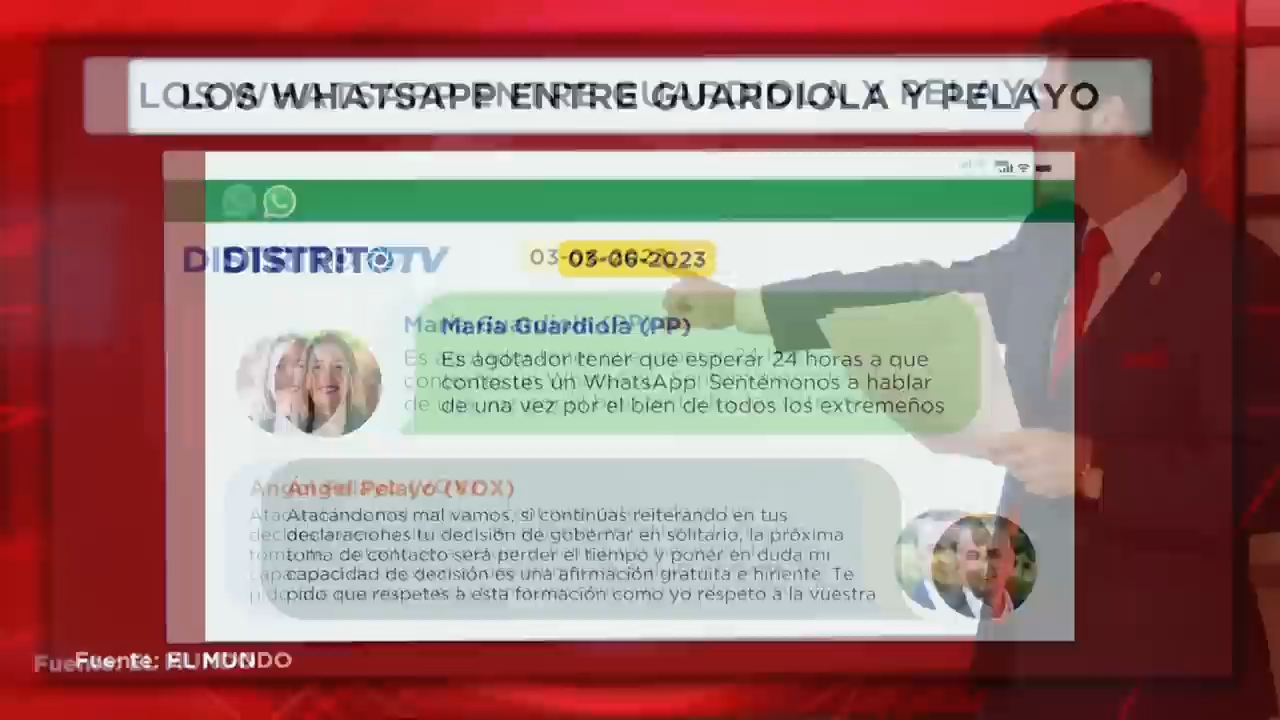 LOS WHATSAPP ENTRE GUARDIOLA Y PELAYO
DISTRITO TV
03-06-2023
María Guardiola (PP)
Es agotador tener que esperar 24 horas a que
contestes un WhatsApp. Sentémonos a hablar
de una vez por el bien de todos los extremeños
Ángel Pelayo (VOX)
Atacándonos mal vamos, si continúas reiterando en tus
declaraciones tu decisión de gobernar en solitario, la próxima
toma de contacto será perder el tiempo y poner en duda mi
capacidad de decisión es una afirmación gratuita e hiriente. Te
pido que respetes a esta formación como yo respeto a la vuestra
Fuente: EL MUNDO